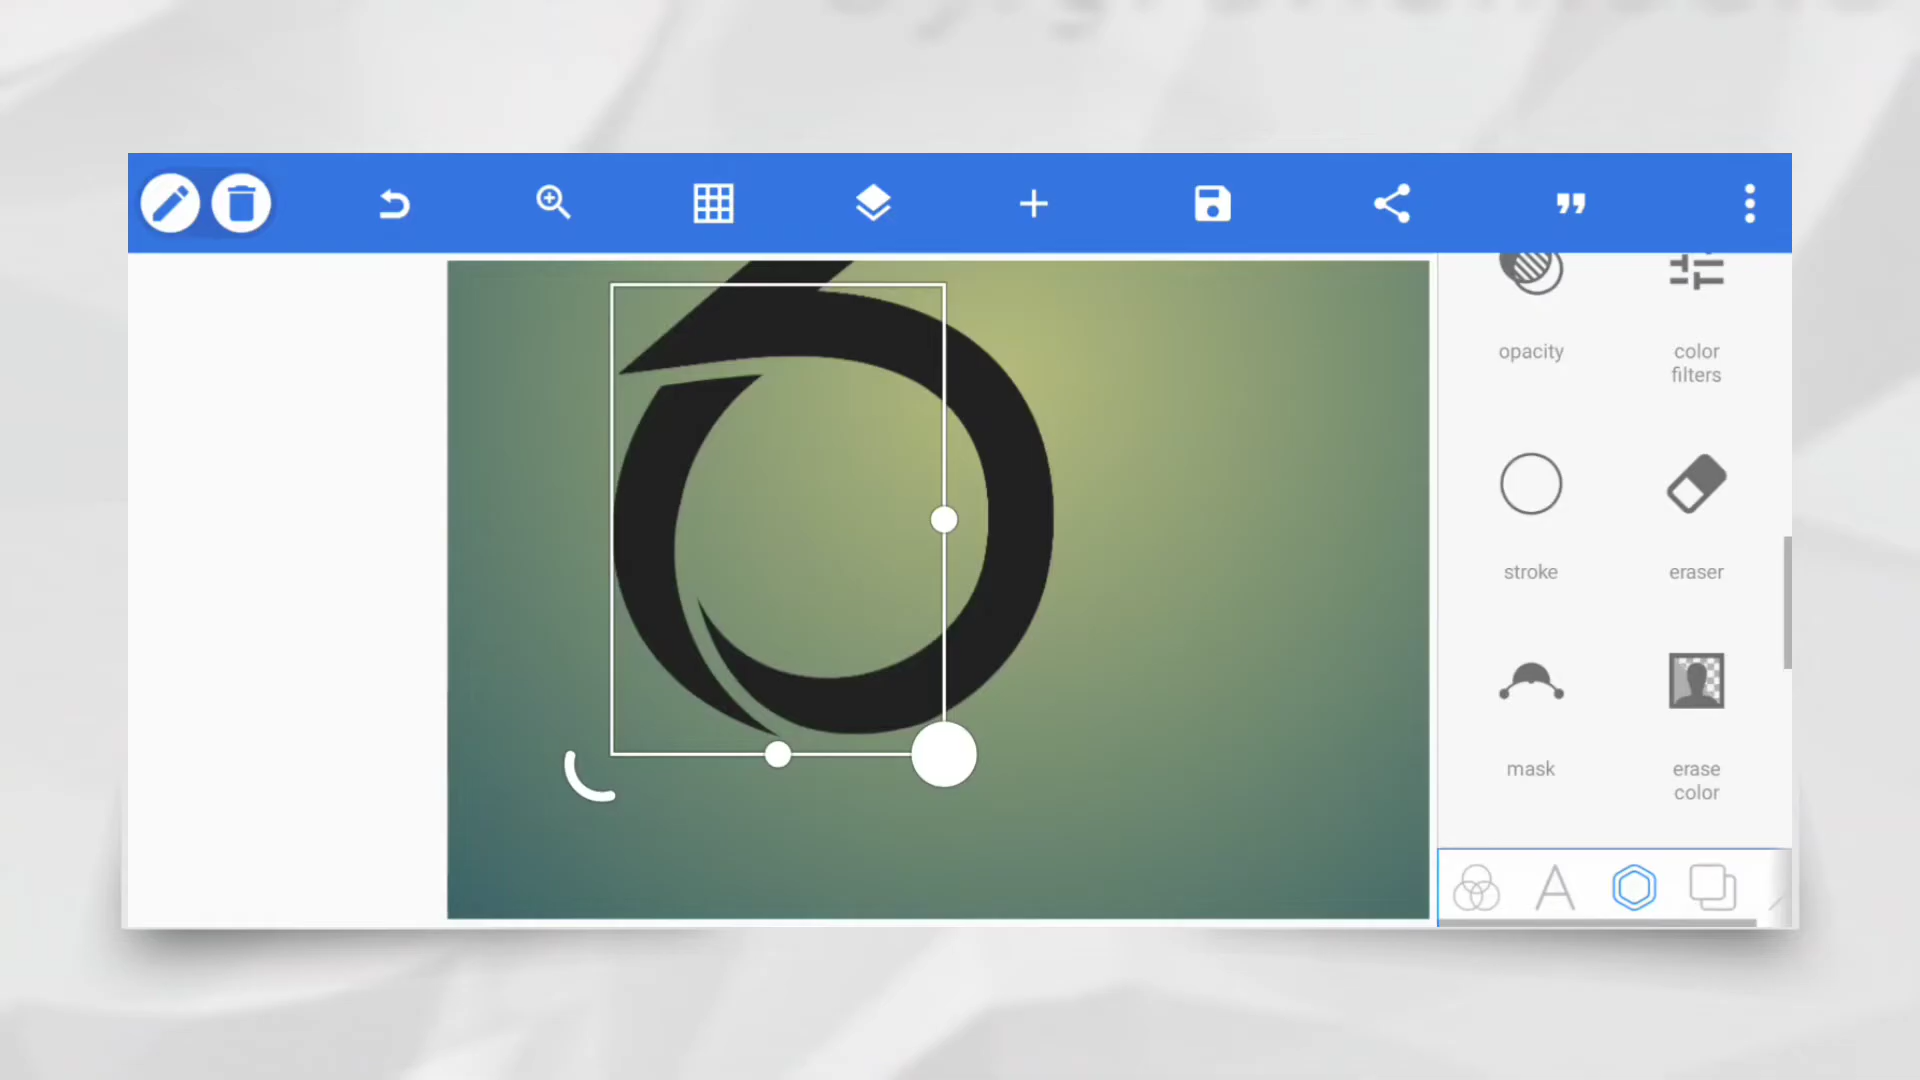 opacity
color
filters
stroke
eraser
mask
erase
color